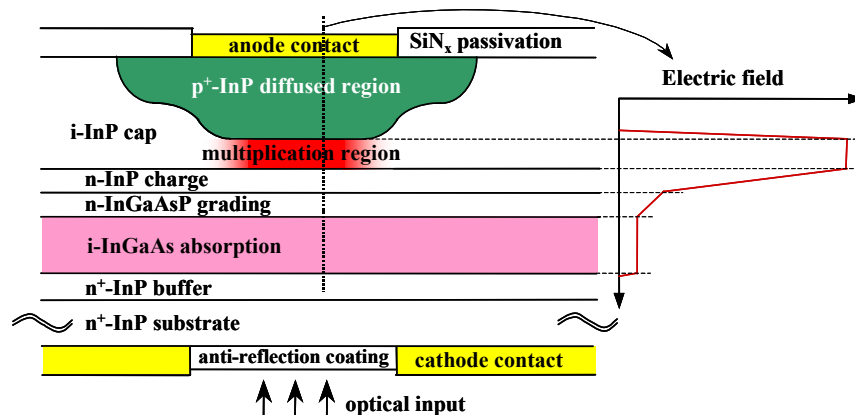 anode contact
SiNx passivation
p+-InP diffused region
Electric field
i-InP cap
multiplication region
n-InP charge
n-InGaAsP grading
i-InGaAs absorption
n+-InP buffer
n+-InP substrate
anti-reflection coating
cathode contact
optical input